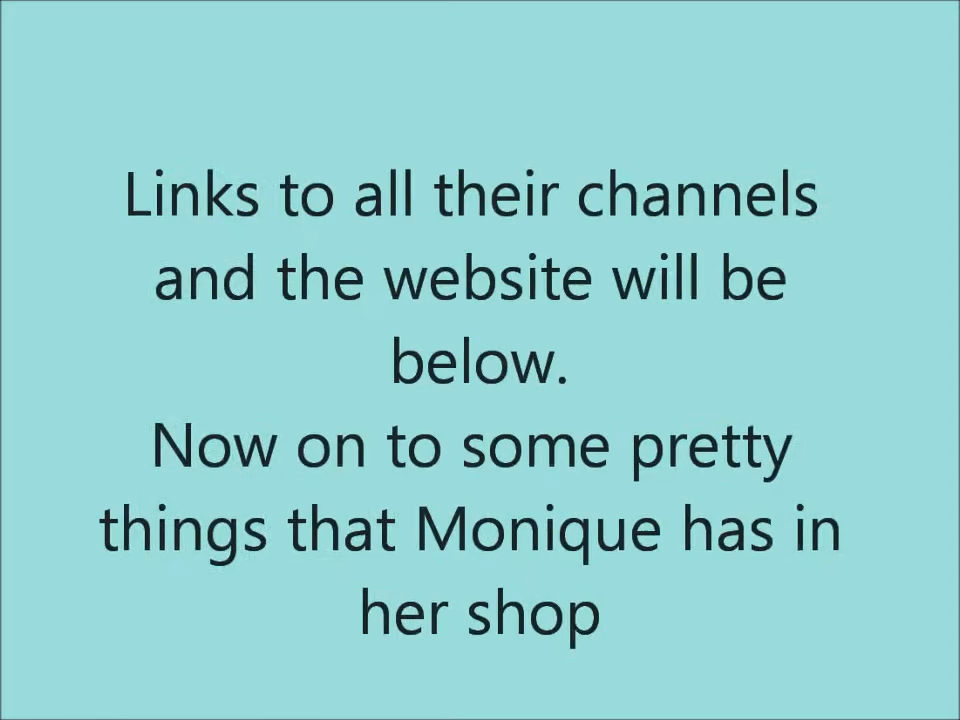 Links to all their channels
and the website will be
below.
Now on to some pretty
things that Monique has in
her shop